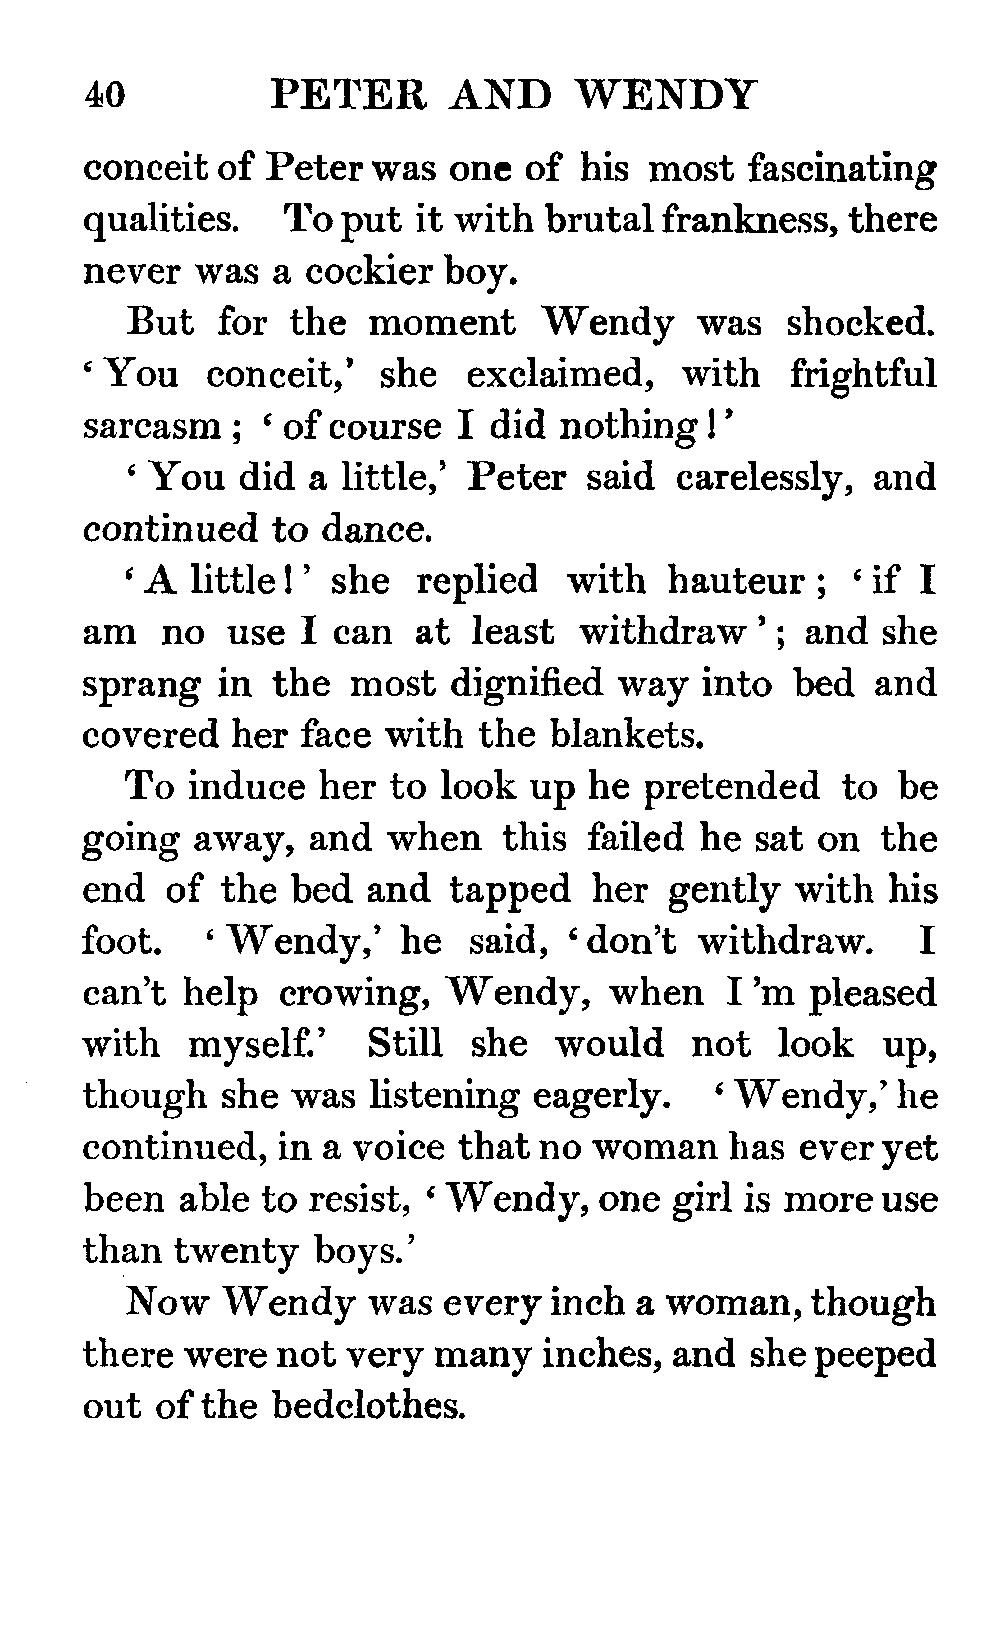 40 PETER AND WENDY
conceit of Peter was one of his most fascinating
qualities. To put it with brutal frankness, there
never was a cockier boy.
But for the moment Wendy was shocked.
‘ You conceit,’ she exclaimed, with frightful
sarcasm ; ‘ of course I did nothing ! ’
‘ You did a little,’ Peter said carelessly, and
continued to dance.
‘ A little ! ’ she replied with hauteur ; ‘ if I
am no use I can at least withdraw ’ ; and she
sprang in the most dignified way into bed and
covered her face with the blankets.
To induce her to look up he pretended to be
going away, and when this failed he sat on the
end of the bed and tapped her gently with his
foot. ‘ Wendy,’ he said, ‘ don't withdraw. I
can't help crowing, Wendy, when I 'm pleased
with myself.’ Still she would not look up,
though she was listening eagerly. ‘ Wendy,’ he
continued, in a voice that no woman has ever yet
been able to resist, ‘ Wendy, one girl is more use
than twenty boys.’
Now Wendy was every inch a woman, though
there were not very many inches, and she peeped
out of the bedclothes.